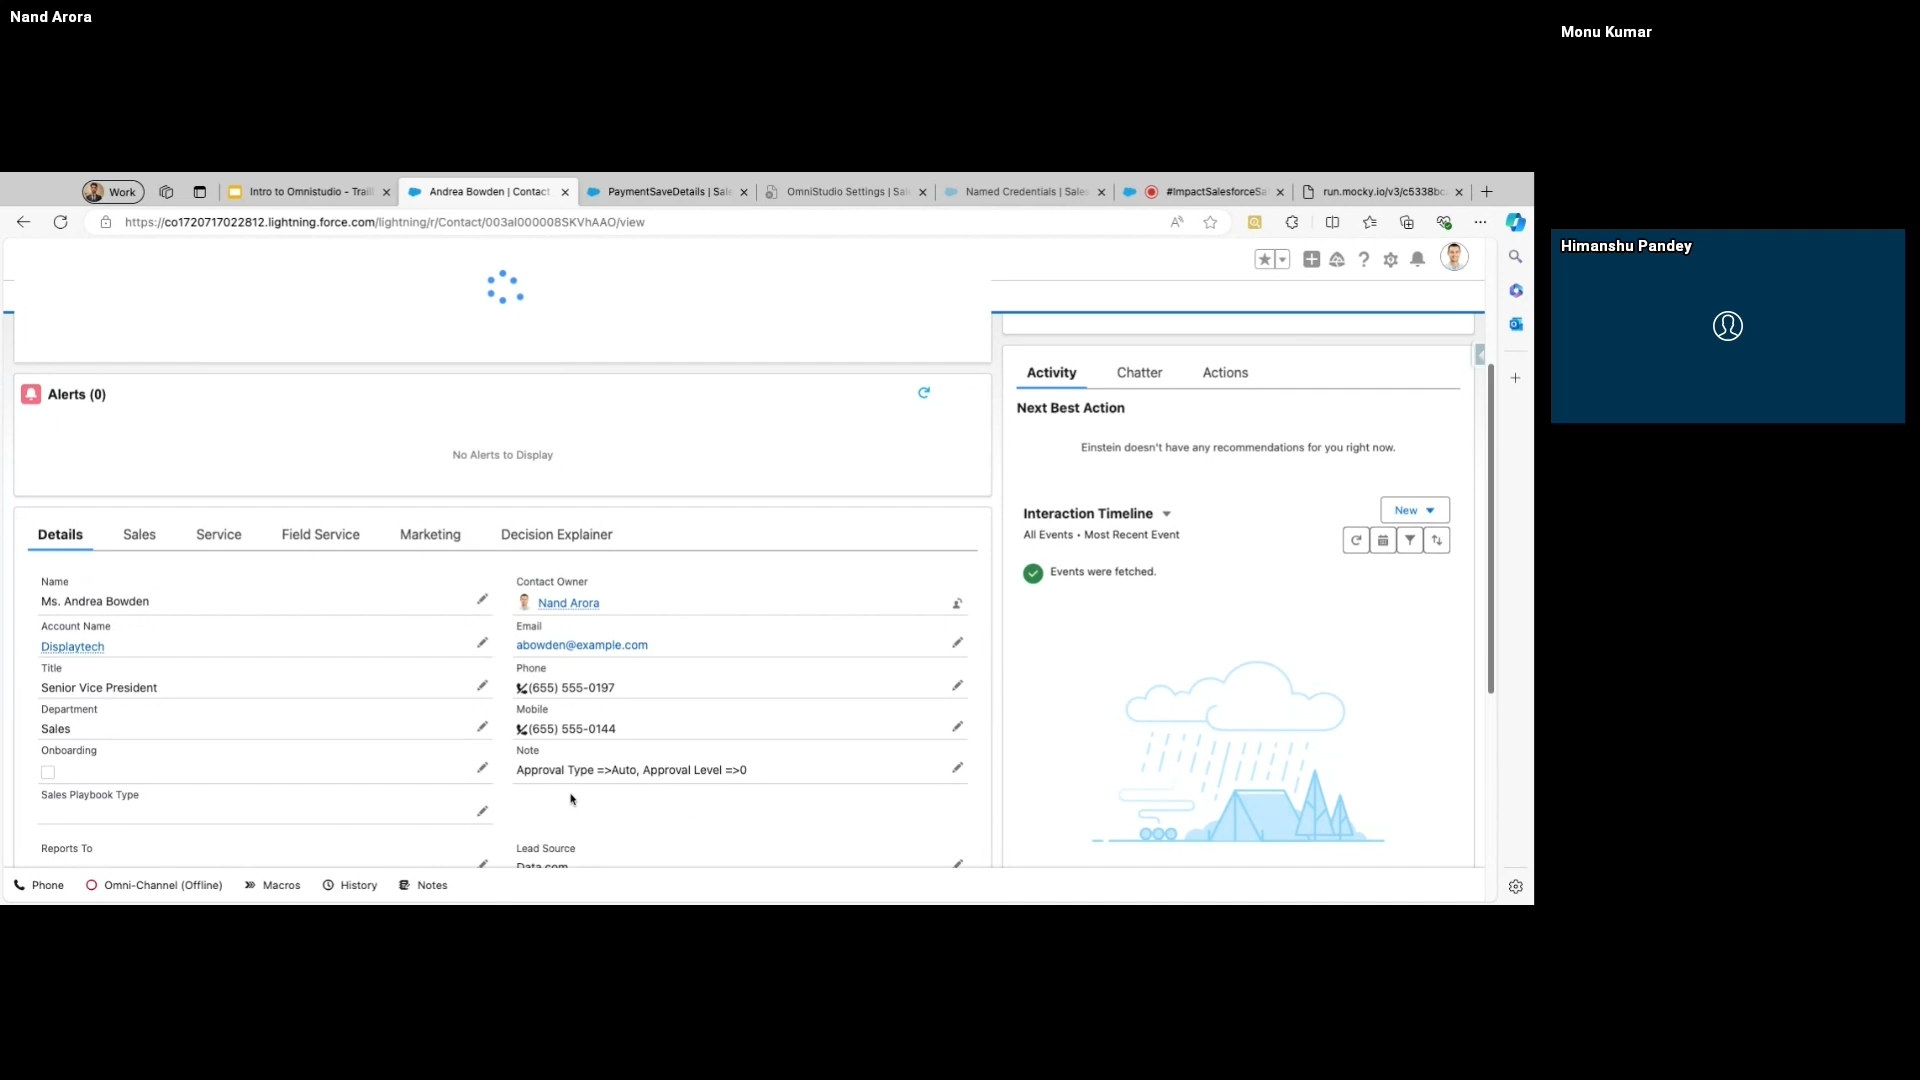 Nand Arora
Monu Kumar
Himanshu Pandey
Work
Intro to Omnistudio - Trail
Andrea Bowden | Contact
PaymentSaveDetails | Sale
OmniStudio Settings | Sal
Named Credentials | Sales
#ImpactSalesforceSa
run.mocky.io/v3/c5338bc
https://co1720717022812.lightning.force.com/lightning/r/Contact/003al000008SKVhAAO/view
Alerts (0)
No Alerts to Display
Activity Chatter Actions
Next Best Action
Einstein doesn't have any recommendations for you right now.
Interaction Timeline
New
All Events • Most Recent Event
Events were fetched.
Details Sales Service Field Service Marketing Decision Explainer
Name
Ms. Andrea Bowden
Contact Owner
Nand Arora
Account Name
Displaytech
Email
abowden@example.com
Title
Senior Vice President
Phone
(655) 555-0197
Department
Sales
Mobile
(655) 555-0144
Onboarding
Note
Approval Type =>Auto, Approval Level =>0
Sales Playbook Type
Reports To
Lead Source
Data.com
Phone Omni-Channel (Offline) Macros History Notes